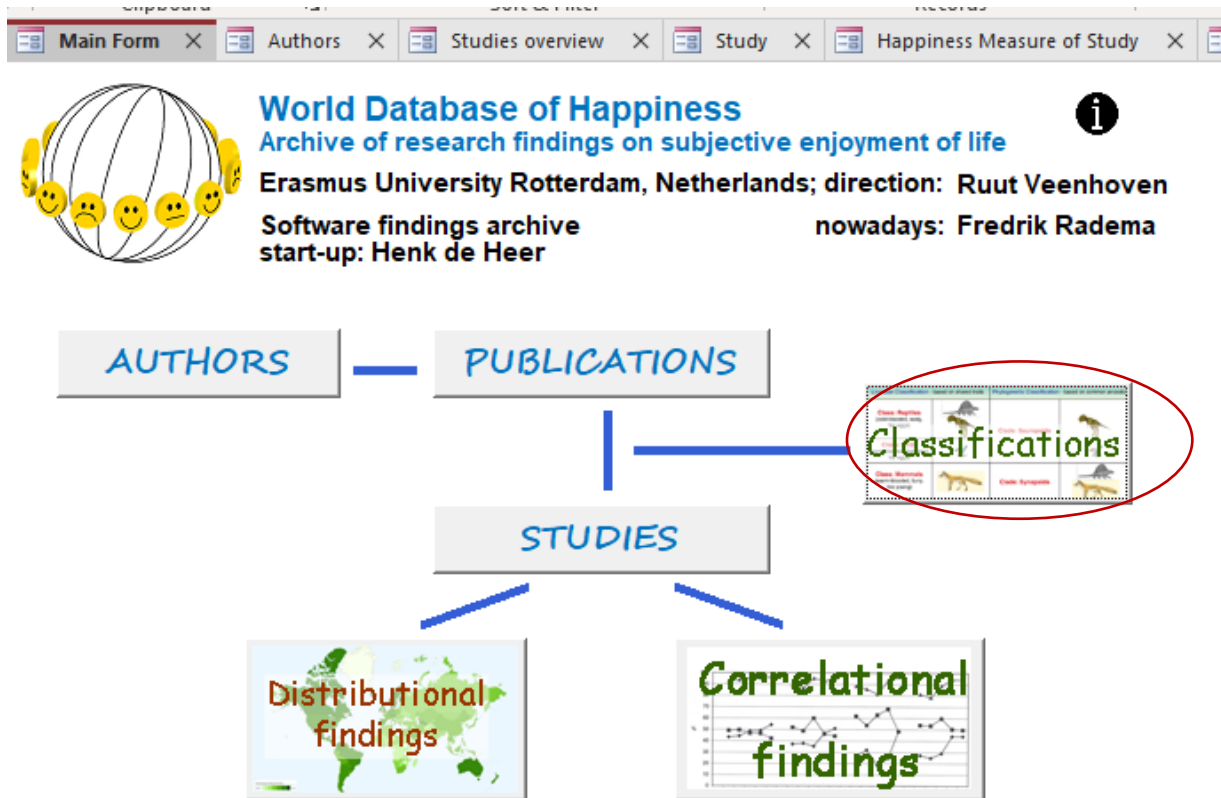 Main Form
Authors
Studies overview
Study
Happiness Measure of Study
World Database of Happiness
Archive of research findings on subjective enjoyment of life
Erasmus University Rotterdam, Netherlands; direction: Ruut Veenhoven
Software findings archive nowadays: Fredrik Radema
start-up: Henk de Heer
AUTHORS
PUBLICATIONS
Classifications
STUDIES
Distributional
findings
Correlational
findings